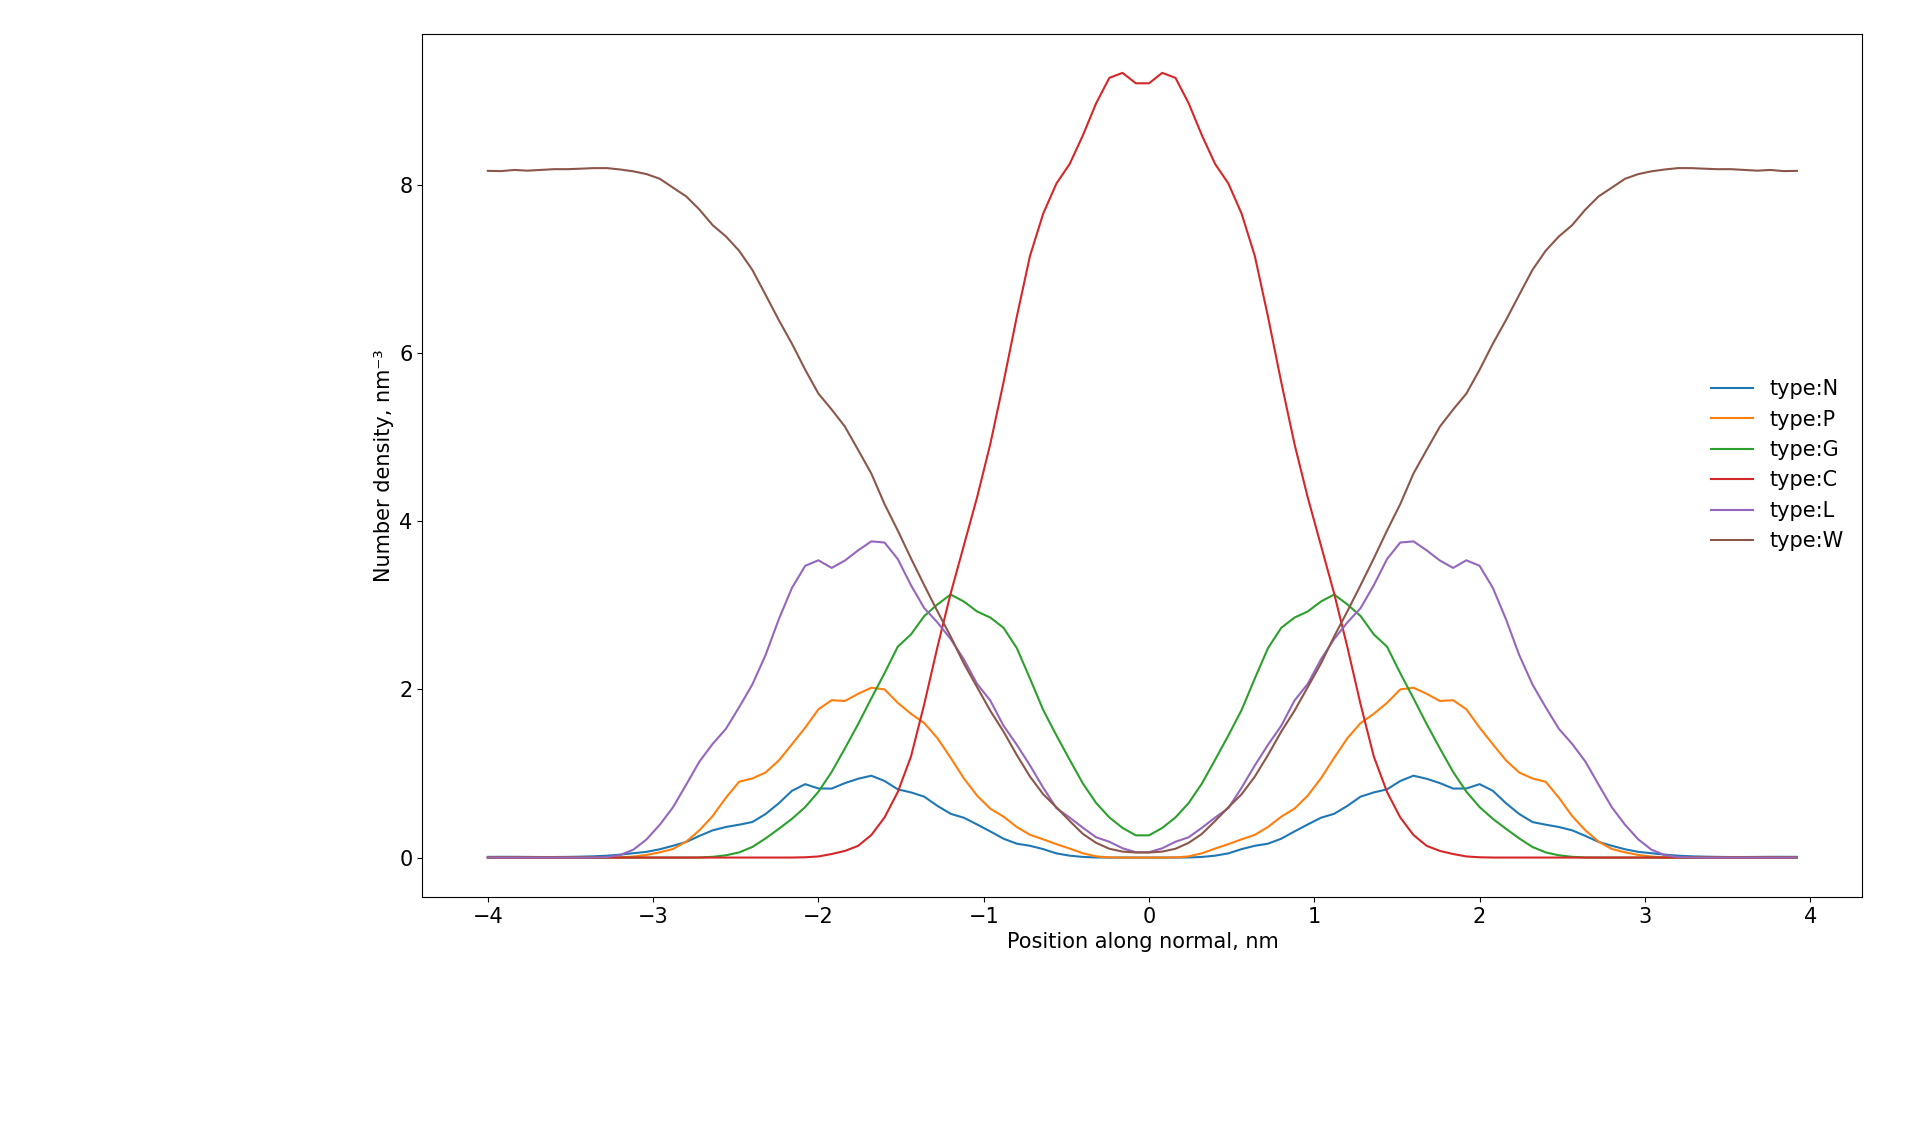 Number density, nm⁻³
8
6
4
2
0
−4 −3 −2 −1 0 1 2 3 4
Position along normal, nm
type:N
type:P
type:G
type:C
type:L
type:W